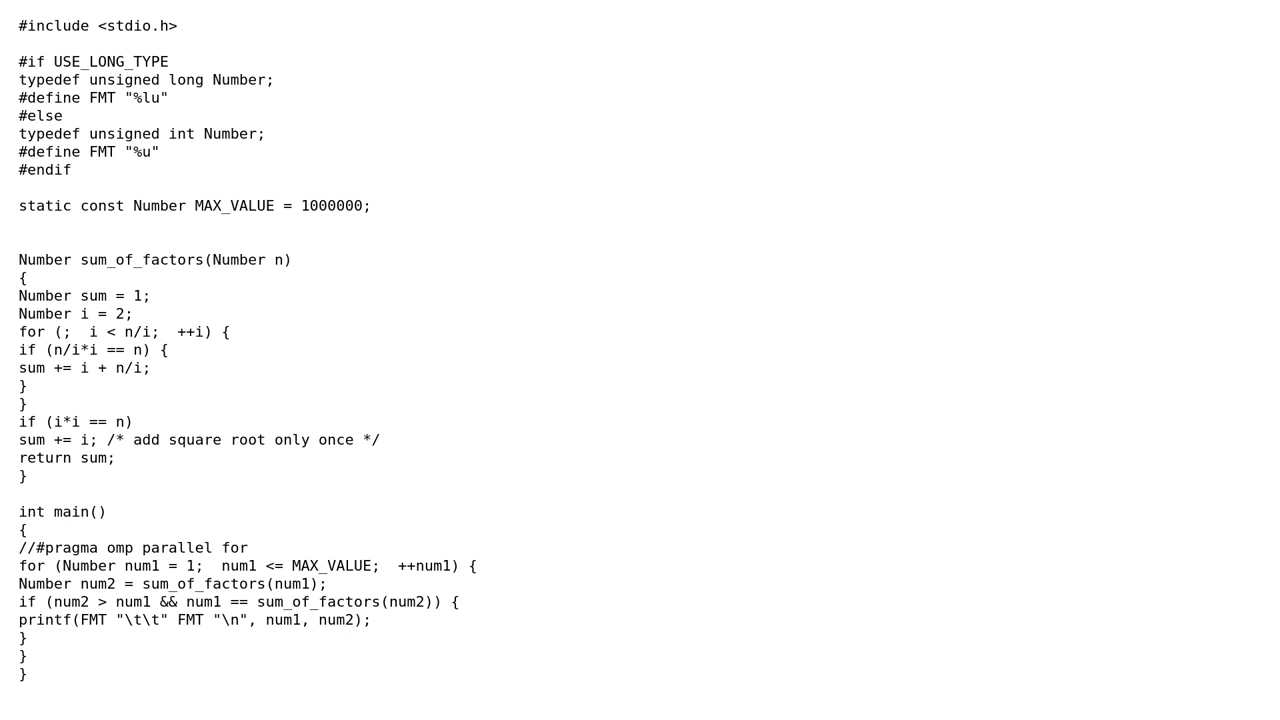 #include <stdio.h>

#if USE_LONG_TYPE
typedef unsigned long Number;
#define FMT "%lu"
#else
typedef unsigned int Number;
#define FMT "%u"
#endif

static const Number MAX_VALUE = 1000000;


Number sum_of_factors(Number n)
{
Number sum = 1;
Number i = 2;
for (;  i < n/i;  ++i) {
if (n/i*i == n) {
sum += i + n/i;
}
}
if (i*i == n)
sum += i; /* add square root only once */
return sum;
}

int main()
{
//#pragma omp parallel for
for (Number num1 = 1;  num1 <= MAX_VALUE;  ++num1) {
Number num2 = sum_of_factors(num1);
if (num2 > num1 && num1 == sum_of_factors(num2)) {
printf(FMT "\t\t" FMT "\n", num1, num2);
}
}
}